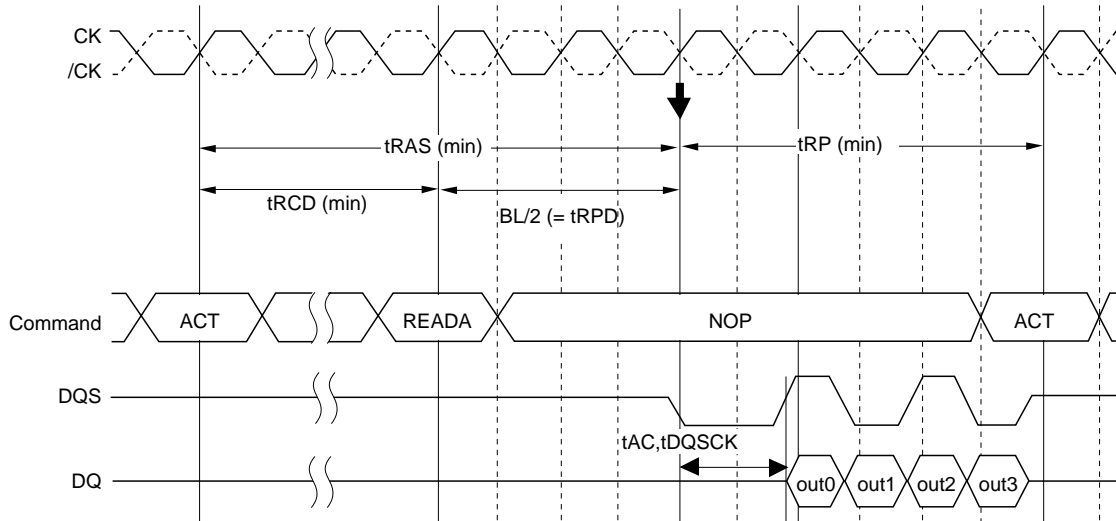 CK
/CK
tRAS (min)
tRP (min)
tRCD (min)
BL/2 (= tRPD)
Command
ACT
READA
NOP
ACT
DQS
tAC,tDQSCK
DQ
out0
out1
out2
out3